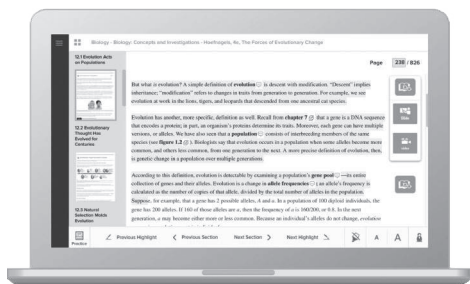 Biology - Biology: Concepts and Investigations -Hoefnagels, 4e, The Forces of Evolutionary Change
12.1 Evolution Acts
on Populations
12.2 Evolutionary
Thought Has
Evolved for
Centuries
12.3 Natural
Selection Molds
Evolution
Page 238 / 826
But what is evolution? A simple definition of evolution is descent with modification. "Descent" implies
inheritance; "modification" refers to changes in traits from generation to generation. For example, we see
evolution at work in the lions, tigers, and leopards that descended from one ancestral cat species.
Evolution has another, more specific, definition as well. Recall from chapter 7 that a gene is a DNA sequence
that encodes a protein; in part, an organism's proteins determine its traits. Moreover, each gene can have multiple
versions, or alleles. We have also seen that a population consists of interbreeding members of the same
species (see figure 1.2 ). Biologists say that evolution occurs in a population when some alleles become more
common, and others less common, from one generation to the next. A more precise definition of evolution, then,
is genetic change in a population over multiple generations.
According to this definition, evolution is detectable by examining a population's gene pool —its entire
collection of genes and their alleles. Evolution is a change in allele frequencies ; an allele's frequency is
calculated as the number of copies of that allele, divided by the total number of alleles in the population.
Suppose, for example, that a gene has 2 possible alleles, A and a. In a population of 100 diploid individuals, the
gene has 200 alleles. If 160 of those alleles are a, then the frequency of a is 160/200, or 0.8. In the next
generation, a may become either more or less common. Because an individual's alleles do not change, evolution
Practice
Previous Highlight
Previous Section
Next Section
Next Highlight
A
A